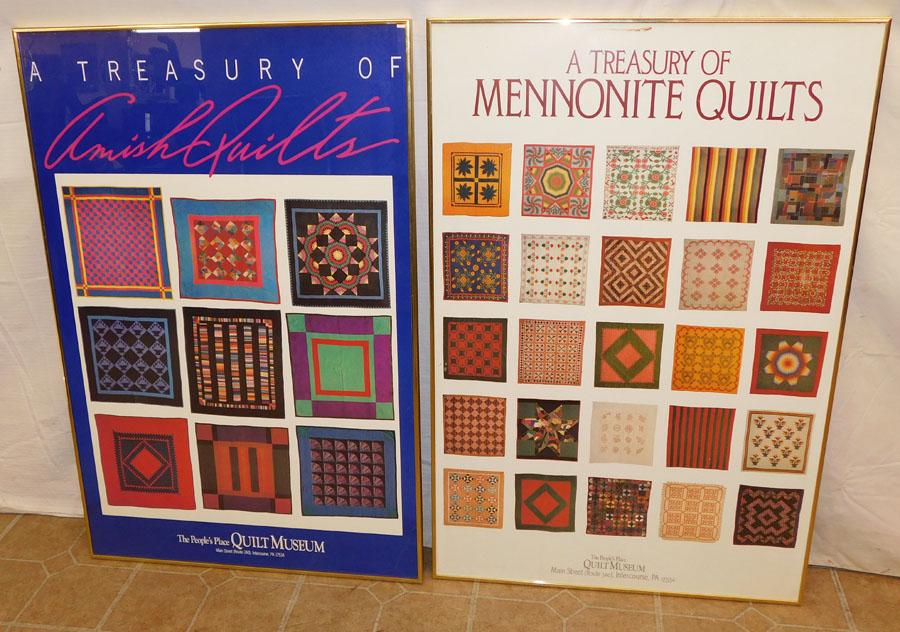 A TREASURY OF
Amish Quilts
The People's Place QUILT MUSEUM
Main Street (Route 340), Intercourse, PA 17534
A TREASURY OF
MENNONITE QUILTS
The People's Place
QUILT MUSEUM
Main Street (Route 340), Intercourse, PA 17534